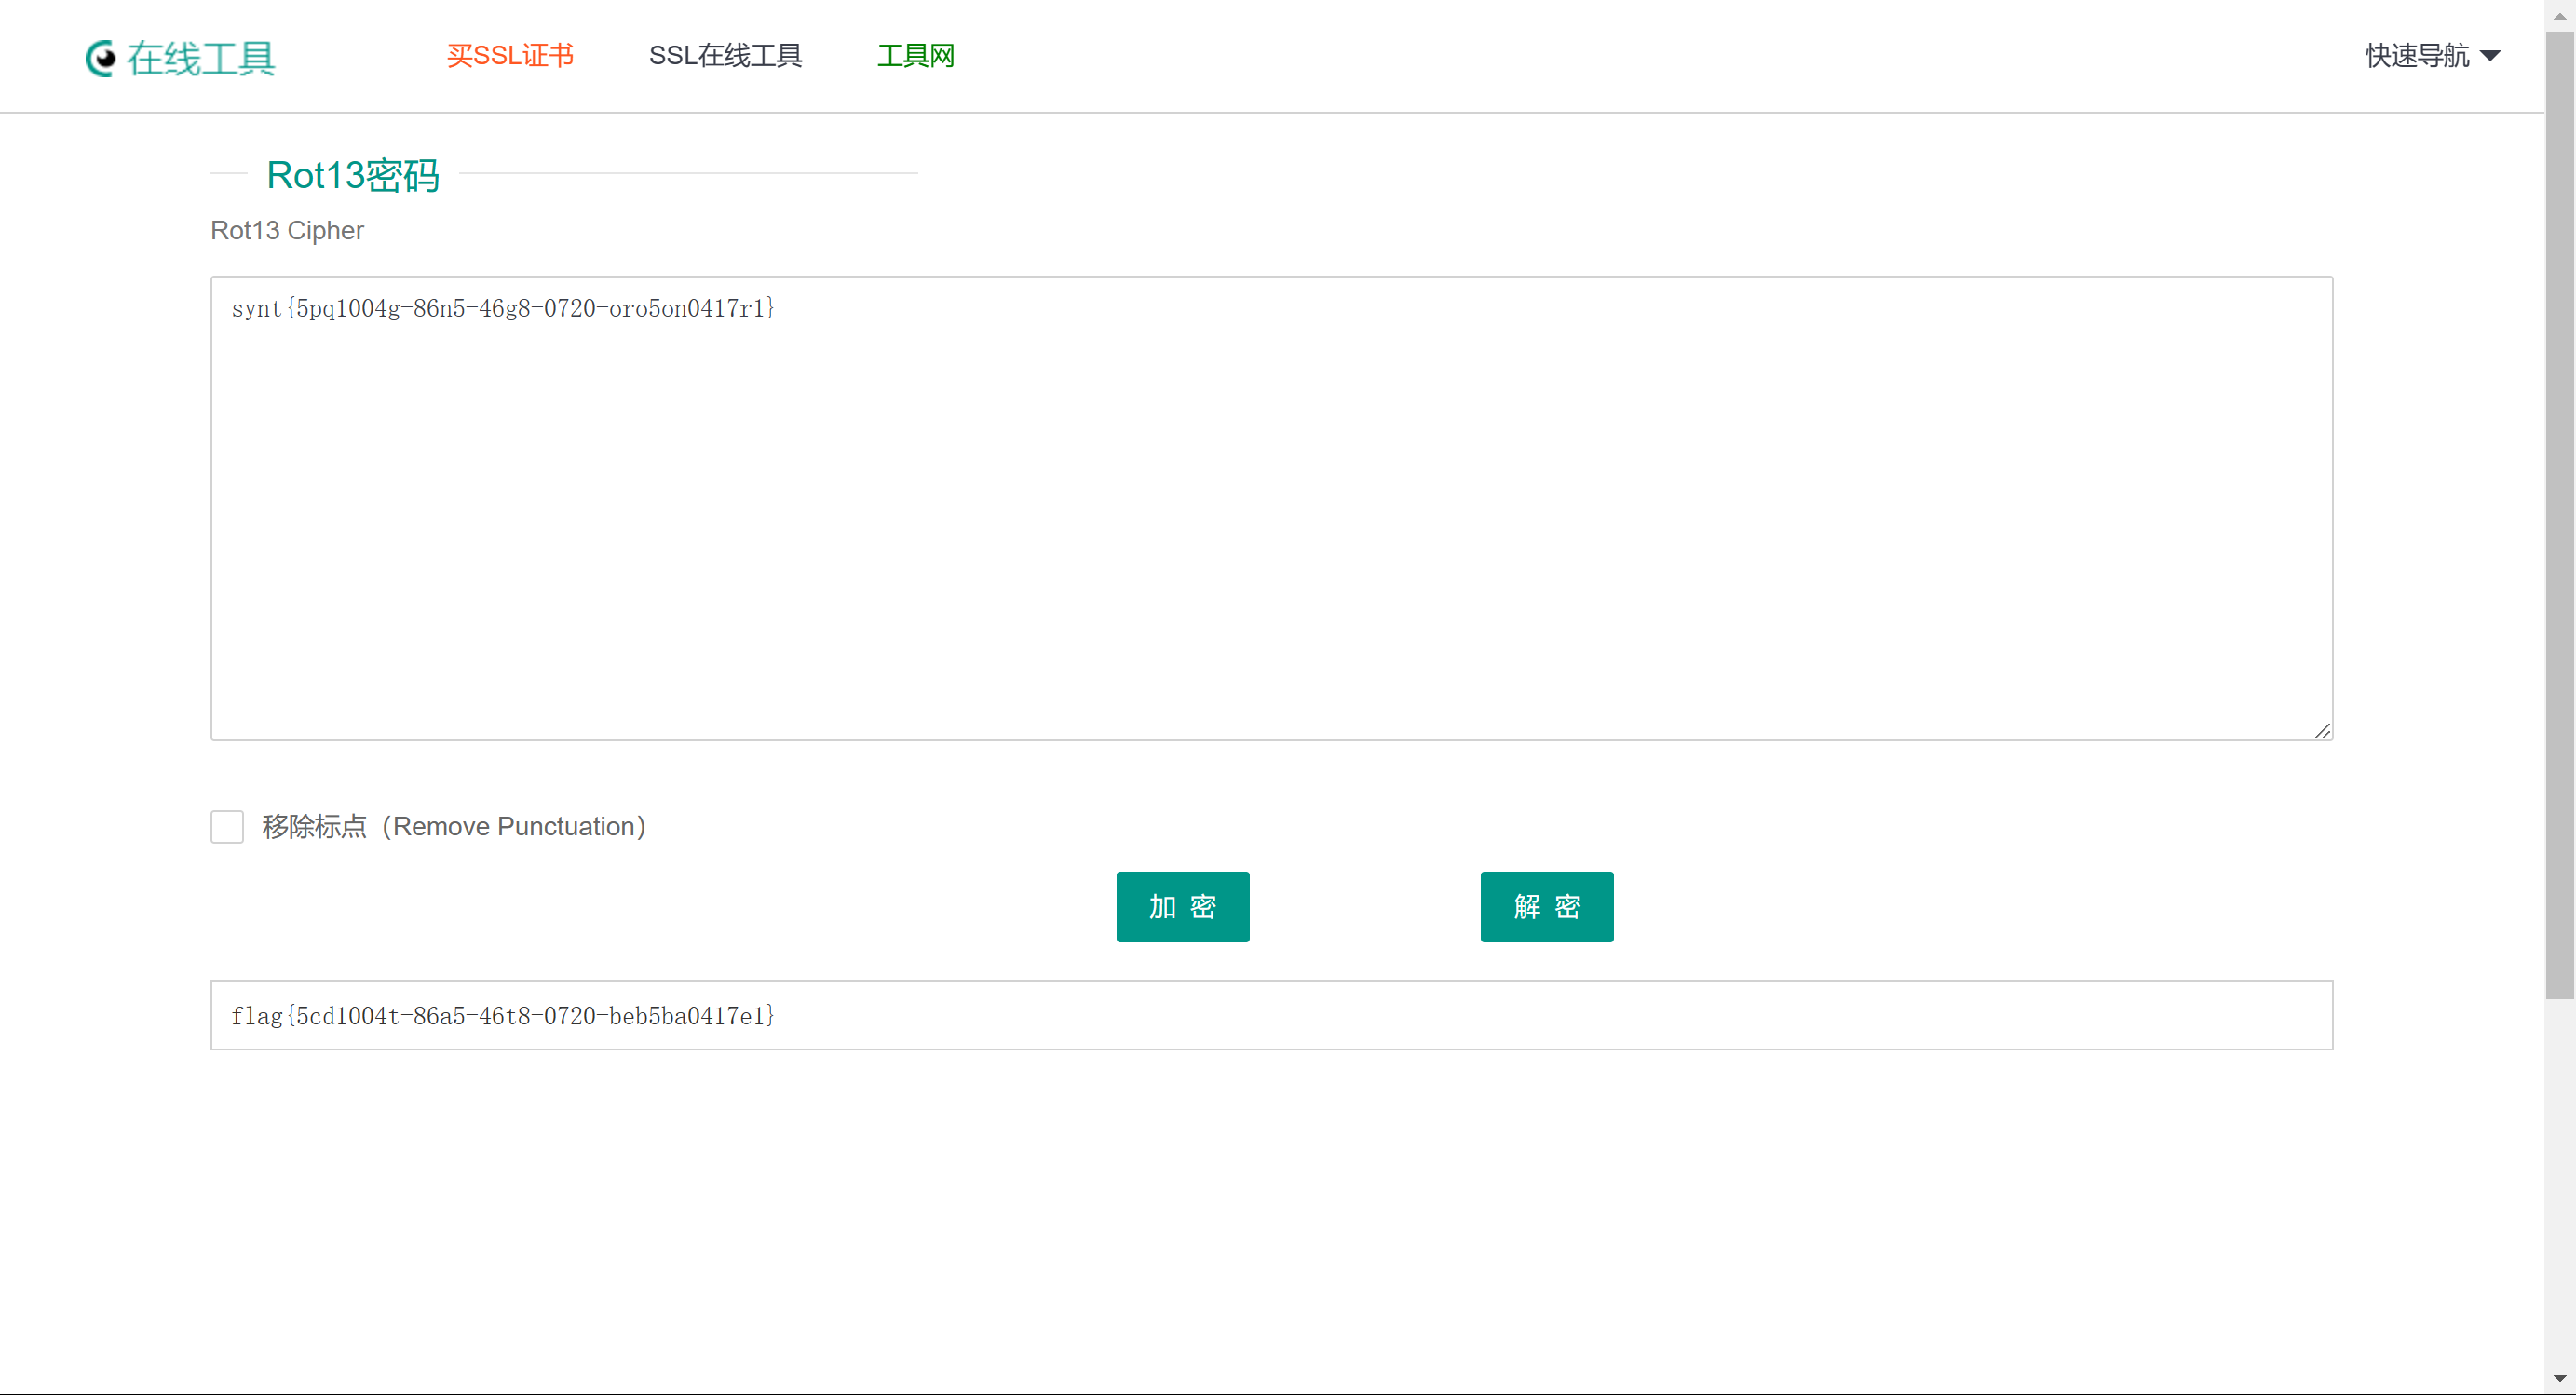 在线工具
买SSL证书
SSL在线工具
工具网
快速导航
Rot13密码
Rot13 Cipher
synt{5pq1004g-86n5-46g8-0720-oro5on0417r1}
移除标点（Remove Punctuation）
加 密
解 密
flag{5cd1004t-86a5-46t8-0720-beb5ba0417e1}